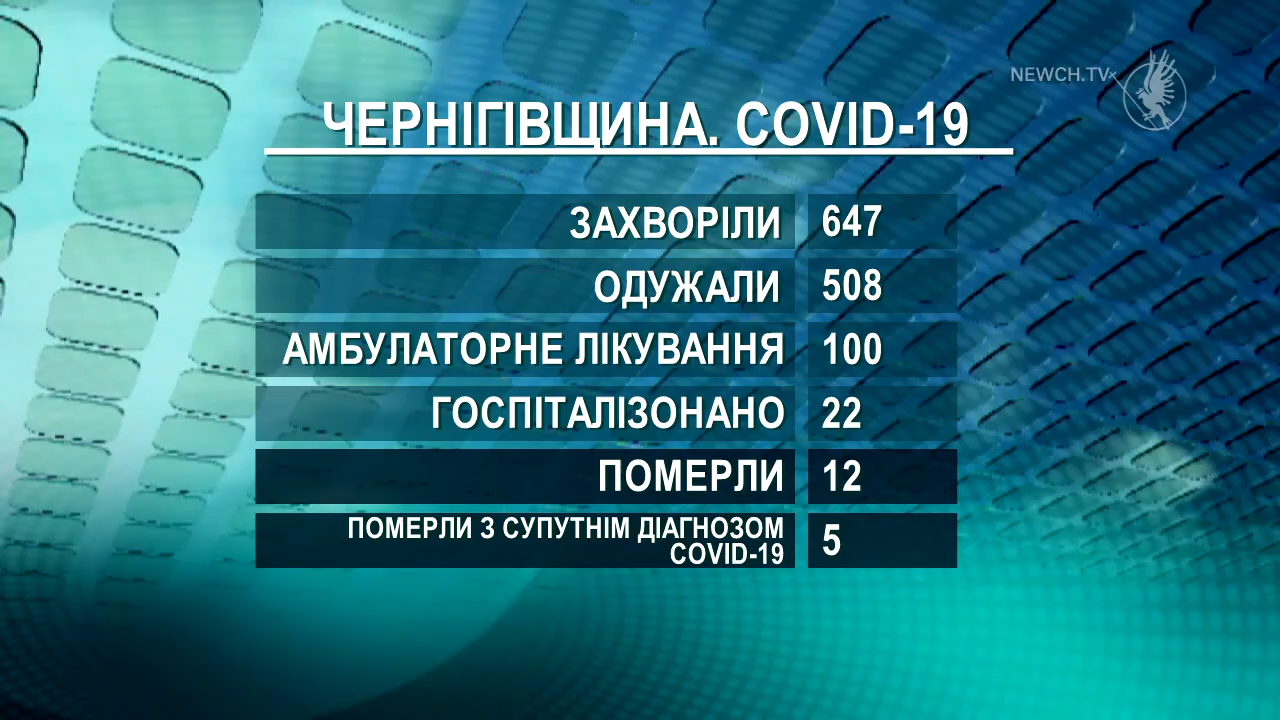 NEWCH.TV
ЧЕРНІГІВЩИНА. COVID-19
ЗАХВОРІЛИ 647
ОДУЖАЛИ 508
АМБУЛАТОРНЕ ЛІКУВАННЯ 100
ГОСПІТАЛІЗОНАНО 22
ПОМЕРЛИ 12
ПОМЕРЛИ З СУПУТНІМ ДІАГНОЗОМ
COVID-19 5